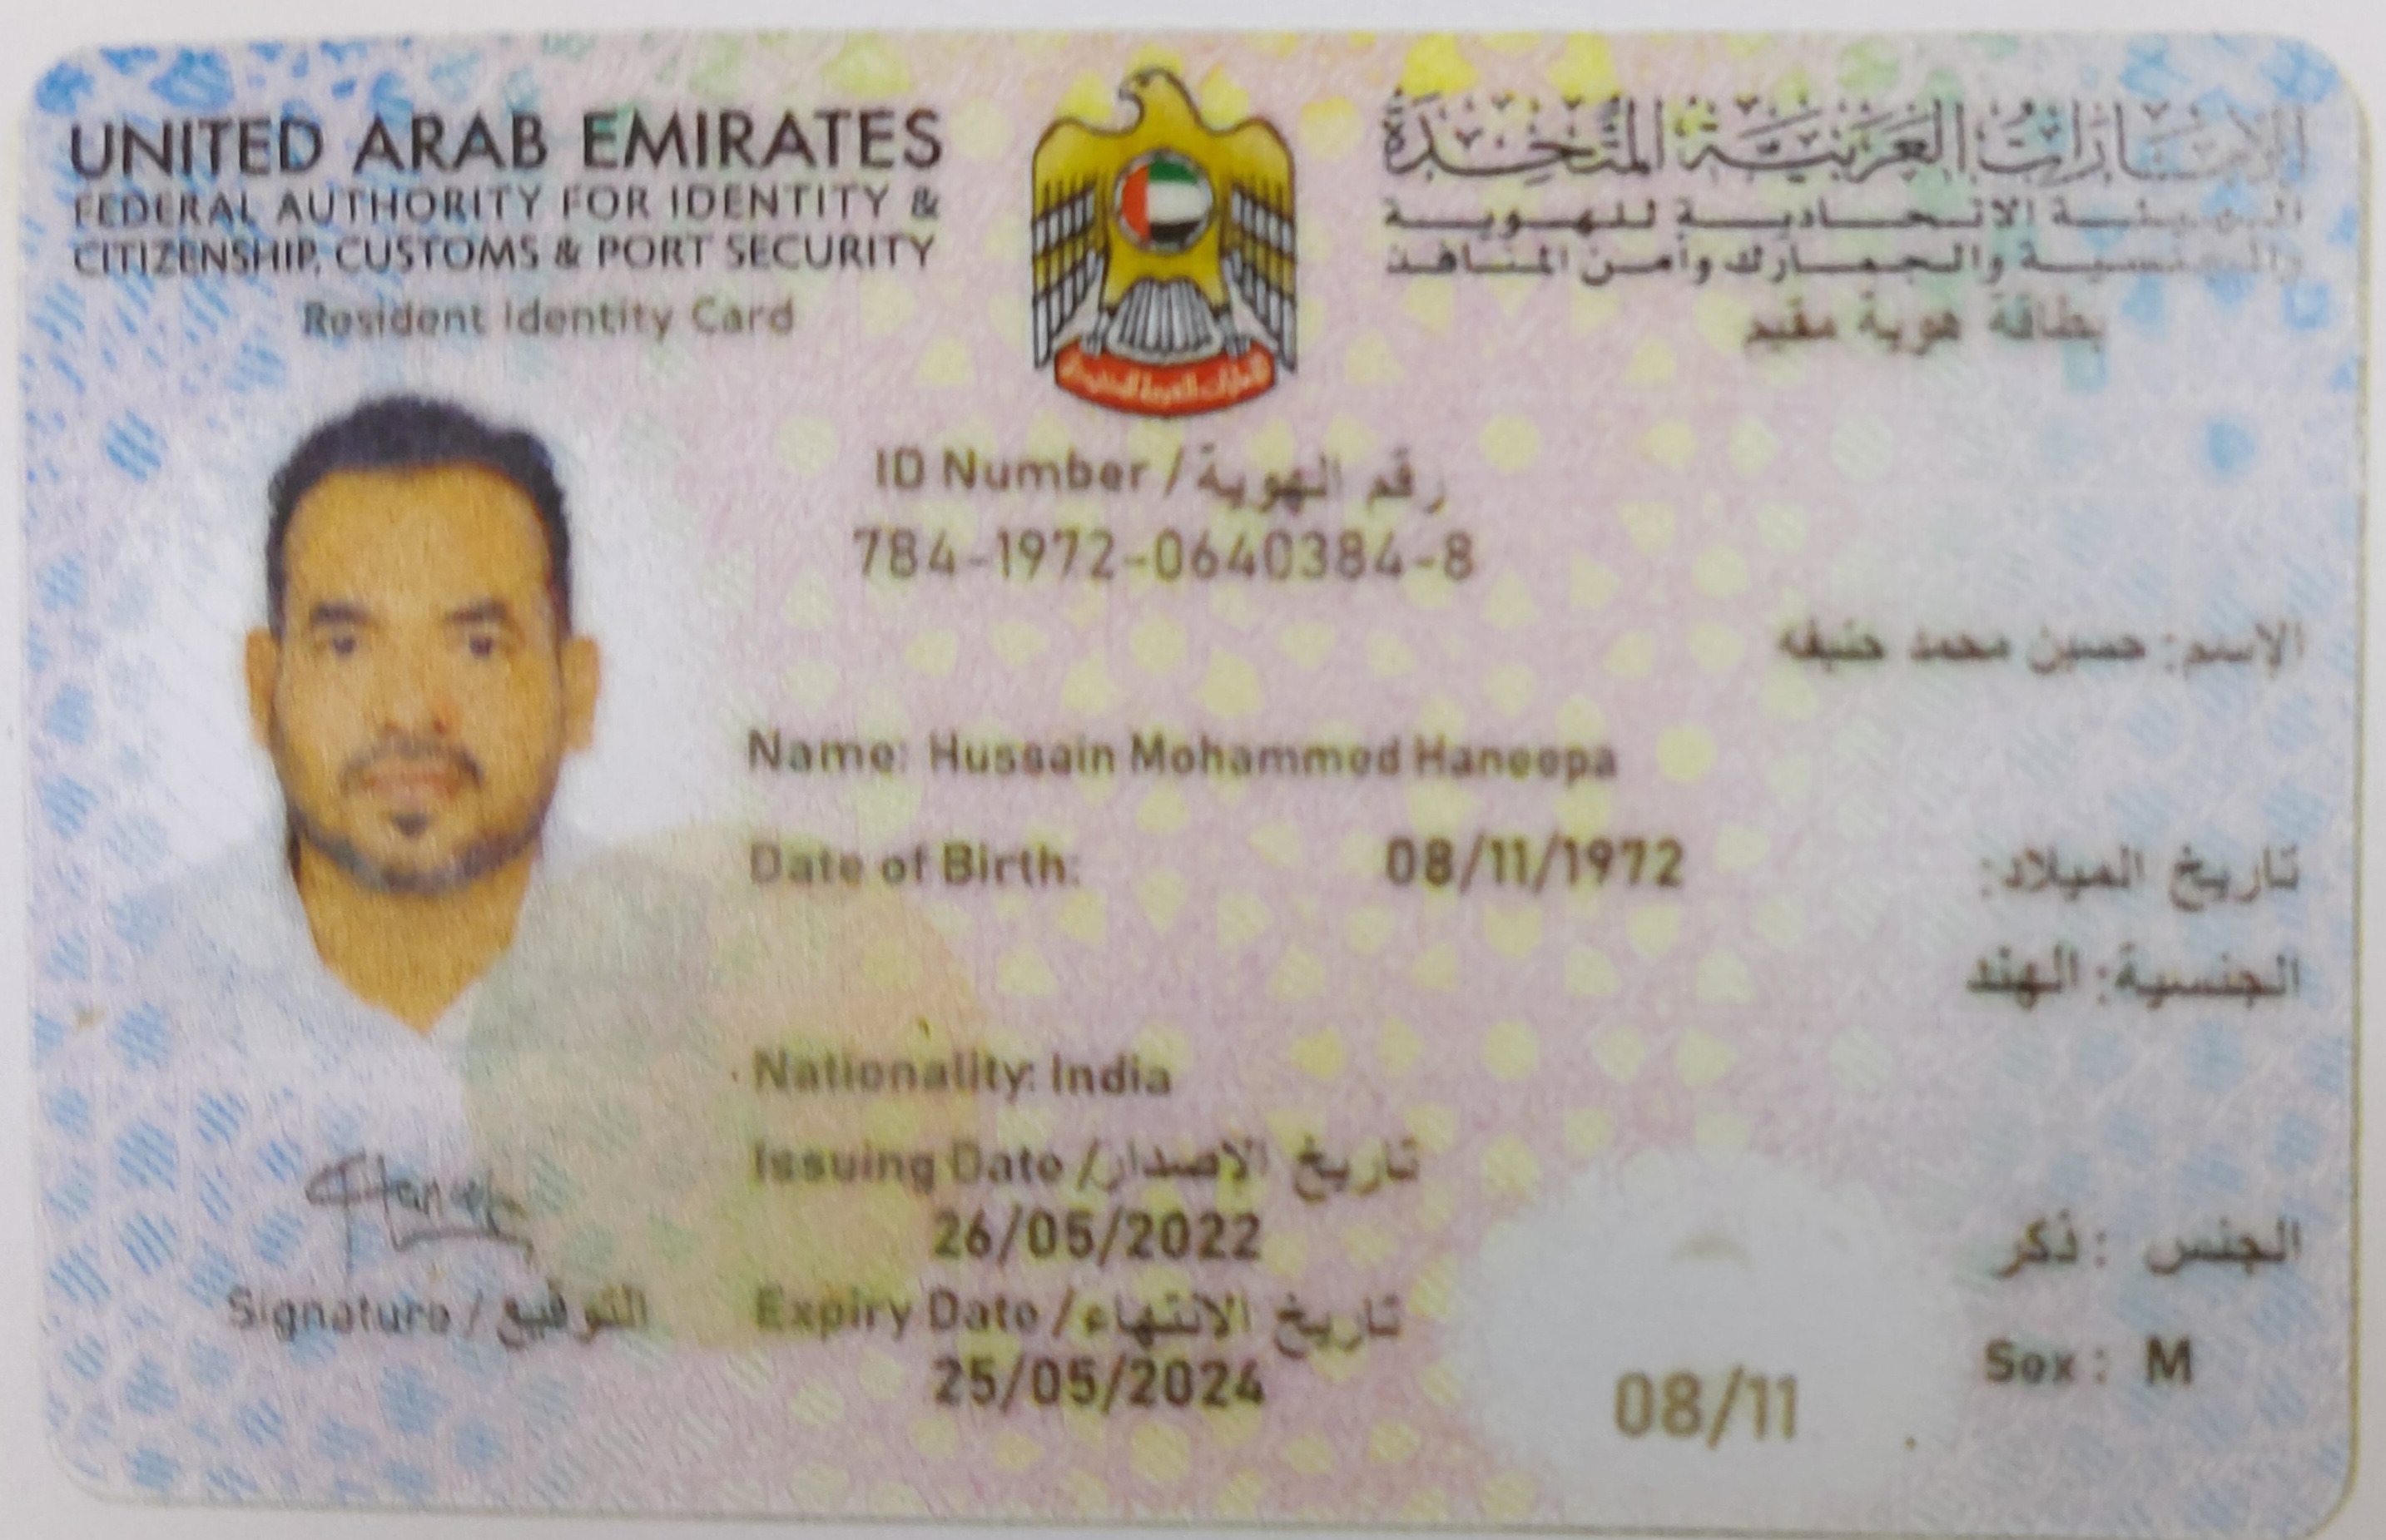 UNITED ARAB EMIRATES
FEDERAL AUTHORITY FOR IDENTITY &
CITIZENSHIP, CUSTOMS & PORT SECURITY
Resident Identity Card
الإمارات العربية المتحدة
الهيئة الاتحادية للهوية
والجنسية والجمارك وأمن المنافذ
بطاقة هوية مقيم
ID Number / رقم الهوية
784-1972-0640384-8
الاسم: حسين محمد حنيفه
Name: Hussain Mohammed Haneepa
Date of Birth: 08/11/1972 تاريخ الميلاد:
الجنسية: الهند
Nationality: India
Issuing Date / تاريخ الاصدار
26/05/2022
Expiry Date / تاريخ الانتهاء
25/05/2024
الجنس : ذكر
Sex : M
Signature / التوقيع
08/11